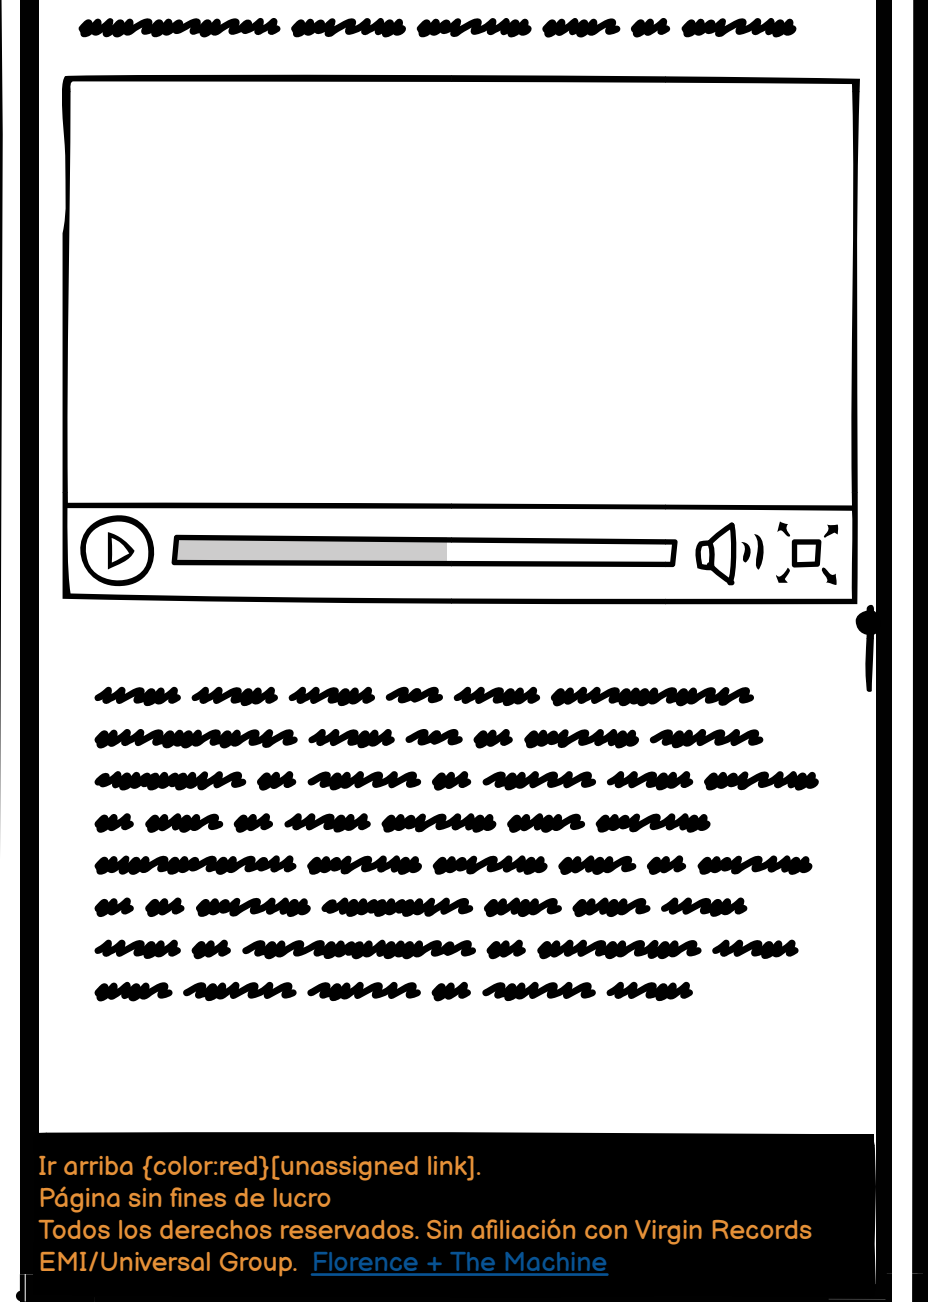 Ir arriba {color:red}[unassigned link].
Página sin fines de lucro
Todos los derechos reservados. Sin afiliación con Virgin Records
EMI/Universal Group. Florence + The Machine